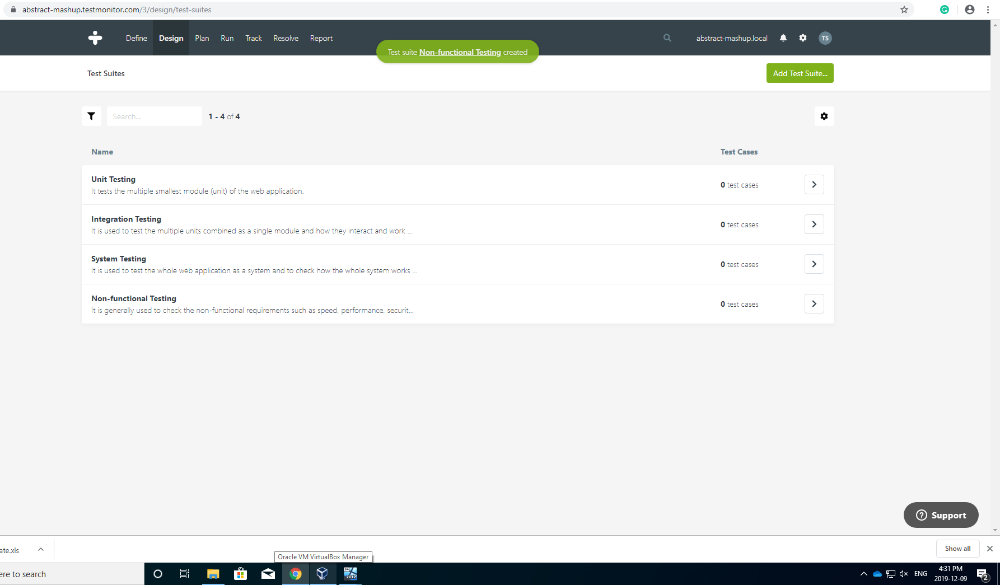 abstract-mashup.testmonitor.com/3/design/test-suites
Define Design Plan Run Track Resolve Report
abstract-mashup.local TS
Test suite Non-functional Testing created
Test Suites
Add Test Suite...
Search...
1 - 4 of 4
Name Test Cases
Unit Testing
It tests the multiple smallest module (unit) of the web application.
0 test cases
Integration Testing
It is used to test the multiple units combined as a single module and how they interact and work ...
0 test cases
System Testing
It is used to test the whole web application as a system and to check how the whole system works ...
0 test cases
Non-functional Testing
It is generally used to check the non-functional requirements such as speed, performance, securit...
0 test cases
Support
ate.xls
Show all
Oracle VM VirtualBox Manager
ere to search
64
2017
ENG
4:31 PM
2019-12-09
2